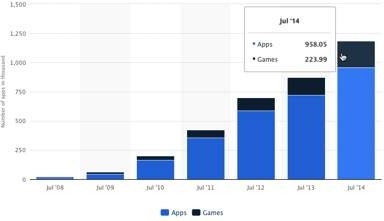 Number of apps in thousand
1,500
1,250
1,000
750
500
250
0
Jul '14
Apps 958.05
Games 223.99
Jul '08 Jul '09 Jul '10 Jul '11 Jul '12 Jul '13 Jul '14
Apps Games